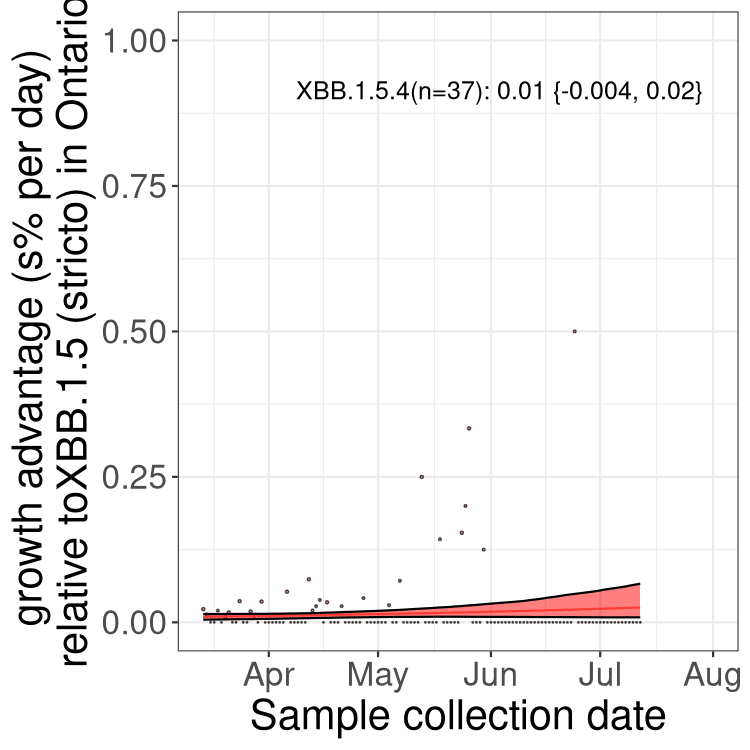 growth advantage (s% per day)
relative toXBB.1.5 (stricto) in Ontario
1.00
0.75
0.50
0.25
0.00
XBB.1.5.4(n=37): 0.01 {-0.004, 0.02}
Apr
May
Jun
Jul
Aug
Sample collection date